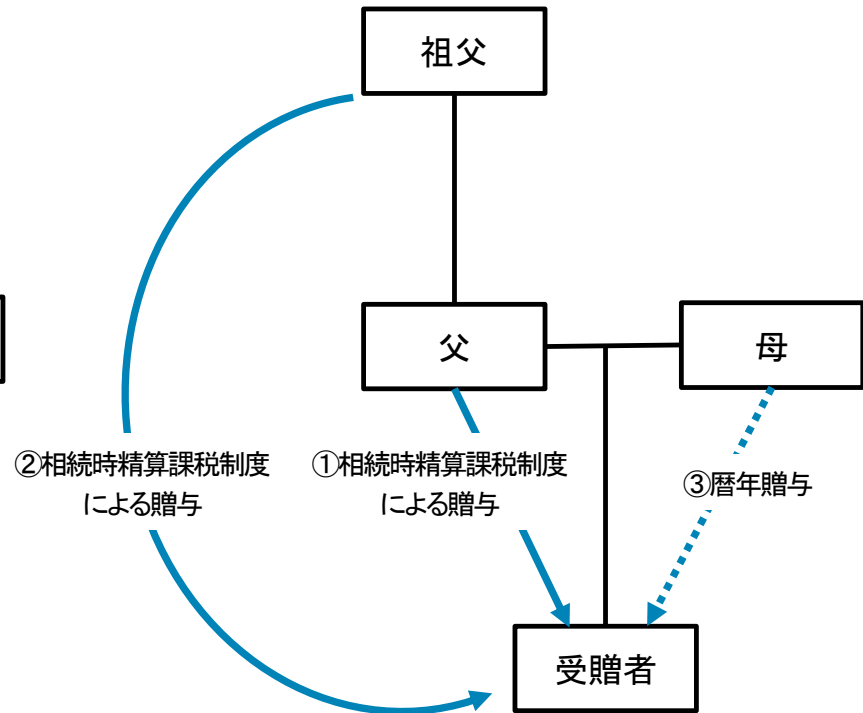 祖父
父
母
②相続時精算課税制度
による贈与
①相続時精算課税制度
による贈与
③暦年贈与
受贈者